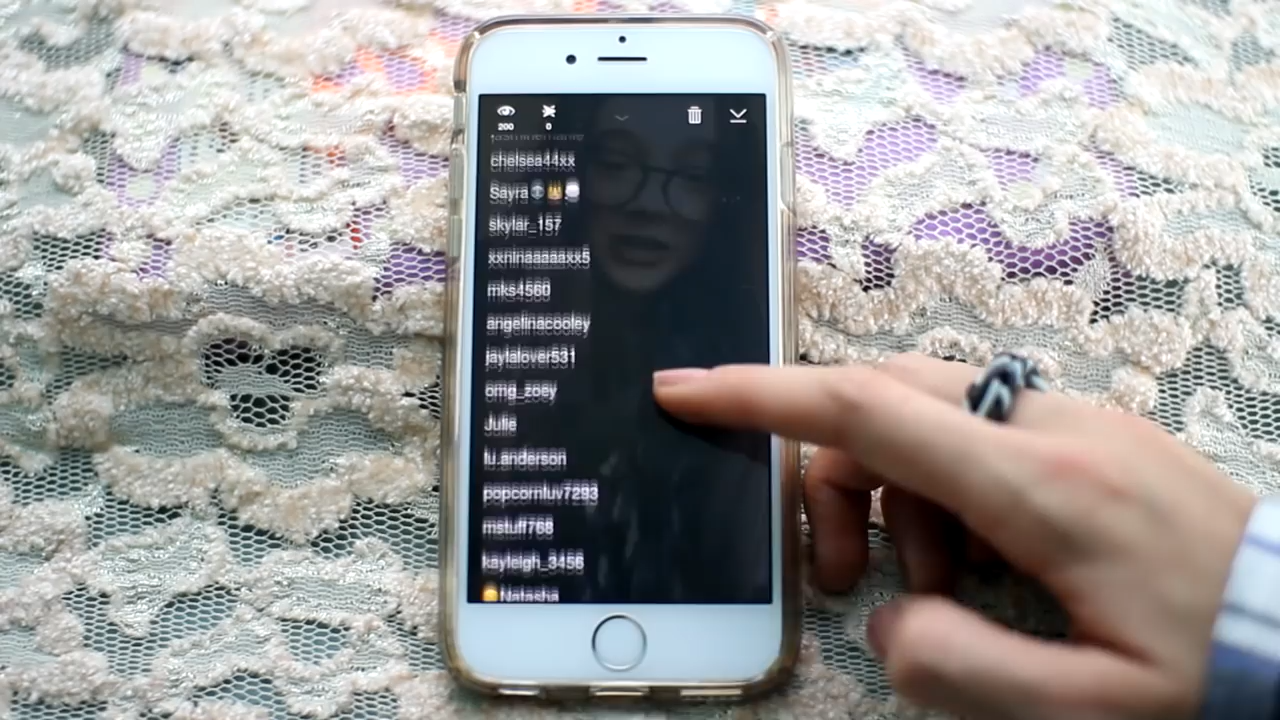 200 0
chelsea44xx
Sayra
skylar_157
xxninaaaaaxx5
mks4560
angelinacooley
jaylalover531
omg_zoey
Julie
lu.anderson
popcornluv7293
mstuff768
kayleigh_3456
Natasha